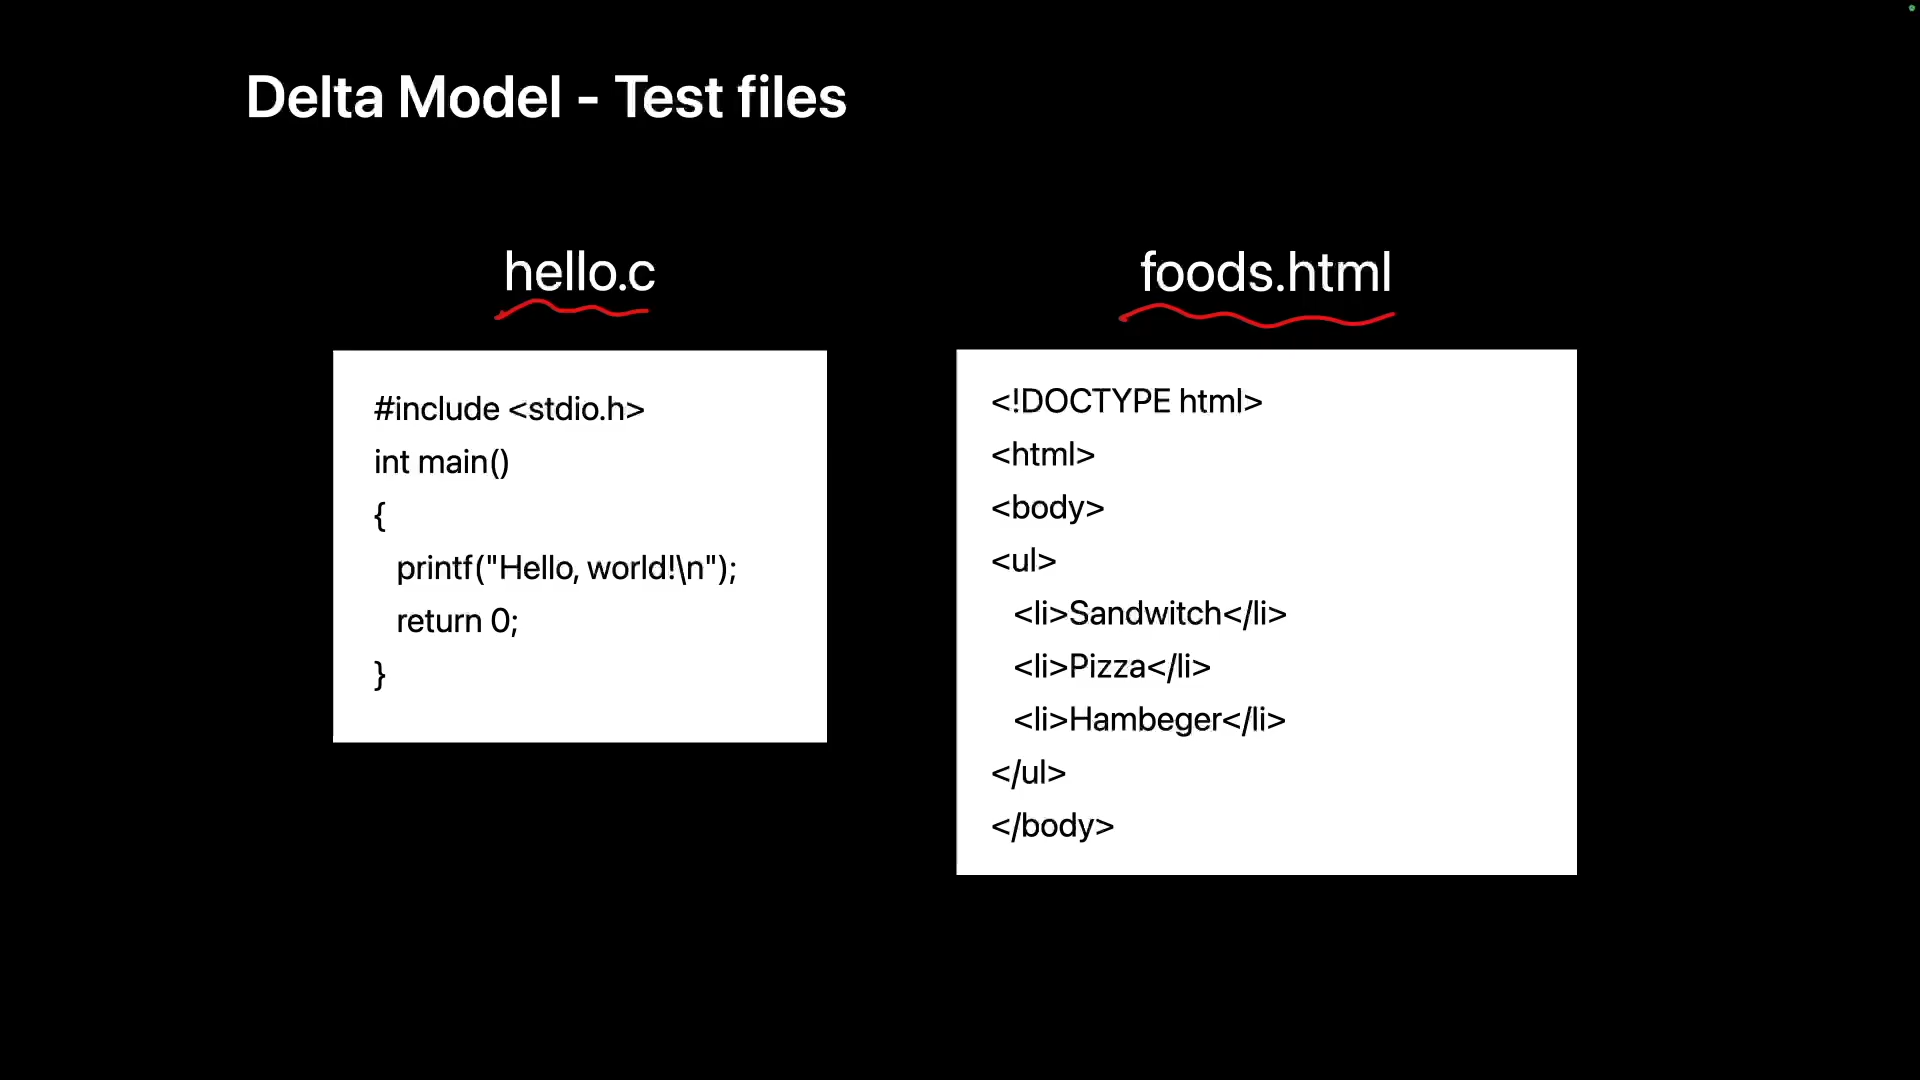 Delta Model - Test files
hello.c
#include <stdio.h>
int main()
{
printf("Hello, world!\n");
return 0;
}
foods.html
<!DOCTYPE html>
<html>
<body>
<ul>
<li>Sandwitch</li>
<li>Pizza</li>
<li>Hambeger</li>
</ul>
</body>